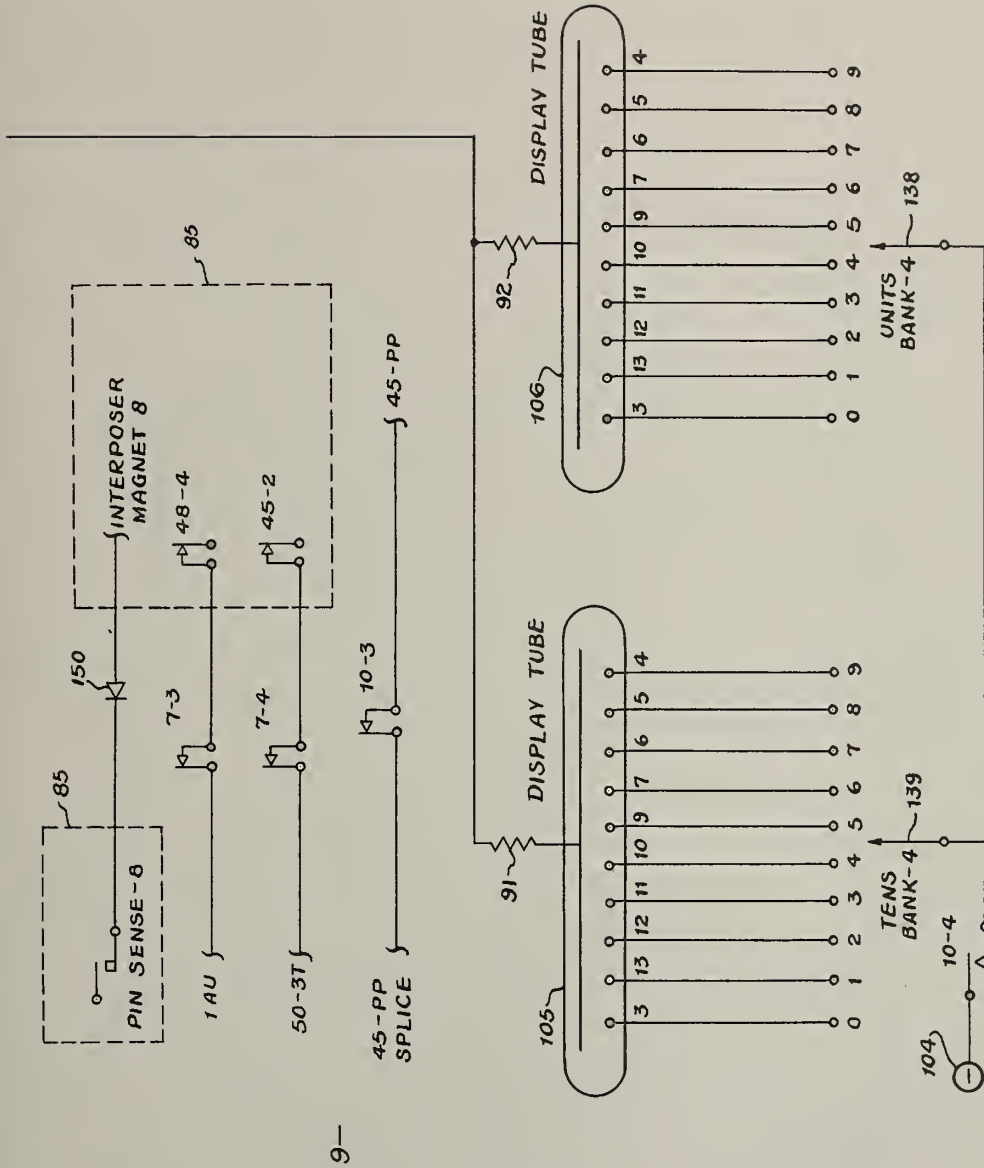 85
INTERPOSER
MAGNET 8
150
85
PIN SENSE-8
7-3
48-4
1 AU
7-4
45-2
50-3T
10-3
45-PP
45-PP
SPLICE
9-
91
92
DISPLAY TUBE
105
3 13 12 11 10 9 7 6 5 4
0 1 2 3 4 5 6 7 8 9
TENS
BANK-4
139
DISPLAY TUBE
106
3 13 12 11 10 9 7 6 5 4
0 1 2 3 4 5 6 7 8 9
UNITS
BANK-4
138
104
10-4